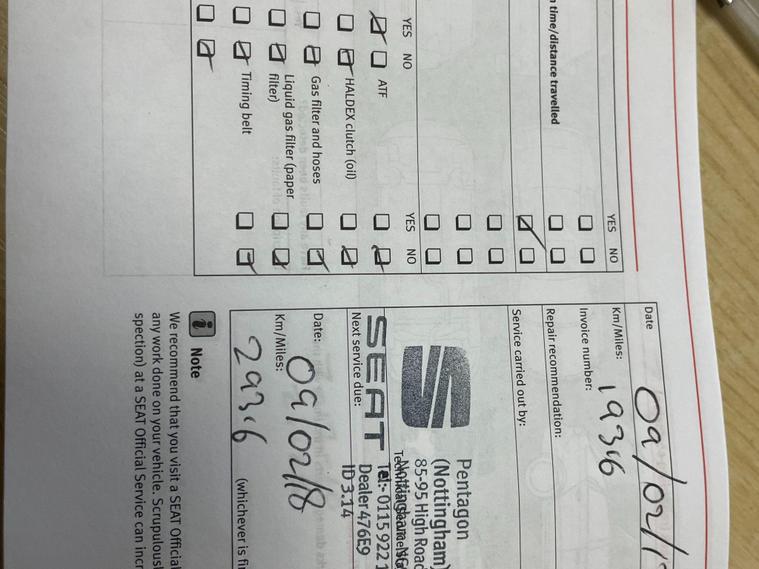 time/distance travelled
YES NO
YES NO
ATF
HALDEX clutch (oil)
Gas filter and hoses
Liquid gas filter (paper
filter)
Timing belt
YES NO
Date
09/02/1
Km/Miles:
19316
Invoice number:
Repair recommendation:
Service carried out by:
SEAT
Pentagon
(Nottingham)
85-95 High Road
Tel:- 0115 922 1
Dealer 476E9
ID 3.14
Next service due:
Date:
09/02/18
Km/Miles:
29316
(whichever is fi
i Note
We recommend that you visit a SEAT Official
any work done on your vehicle. Scrupulous
spection) at a SEAT Official Service can incr